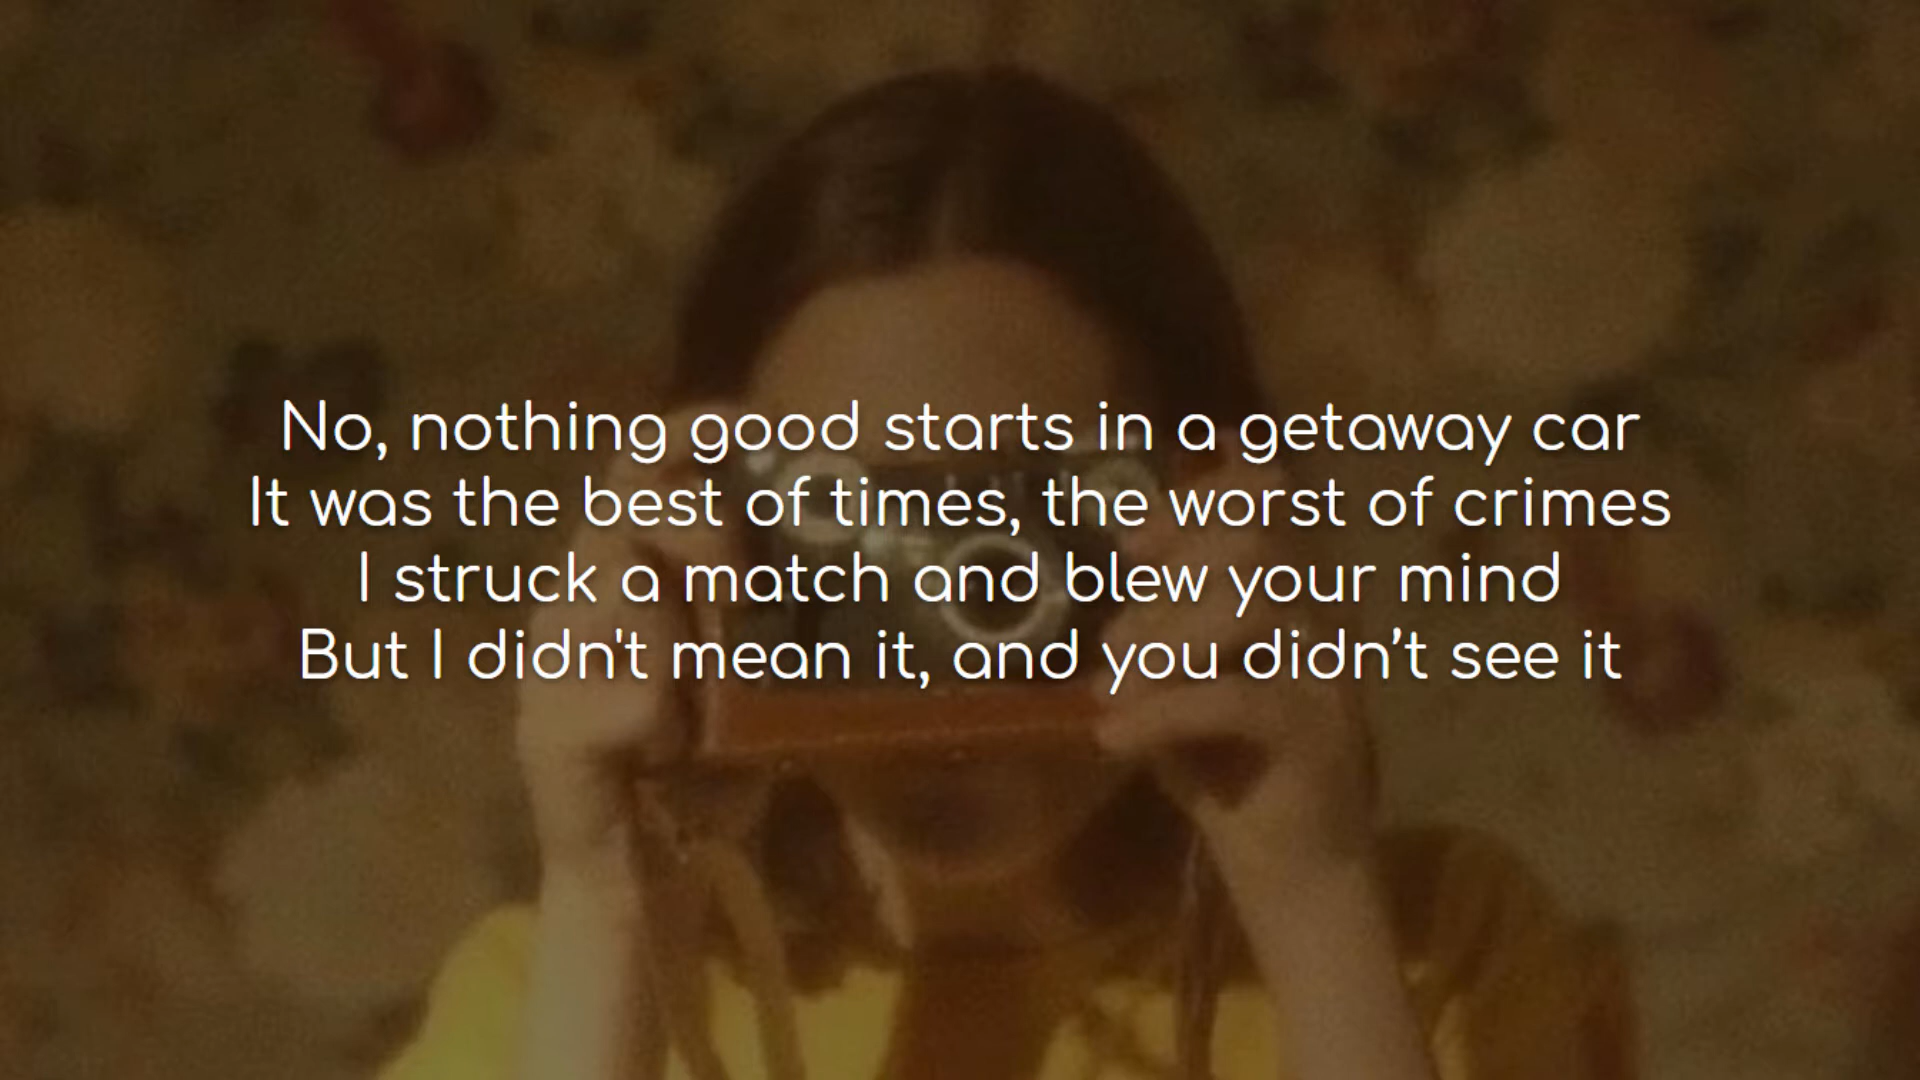 No, nothing good starts in a getaway car
It was the best of times, the worst of crimes
I struck a match and blew your mind
But I didn't mean it, and you didn’t see it